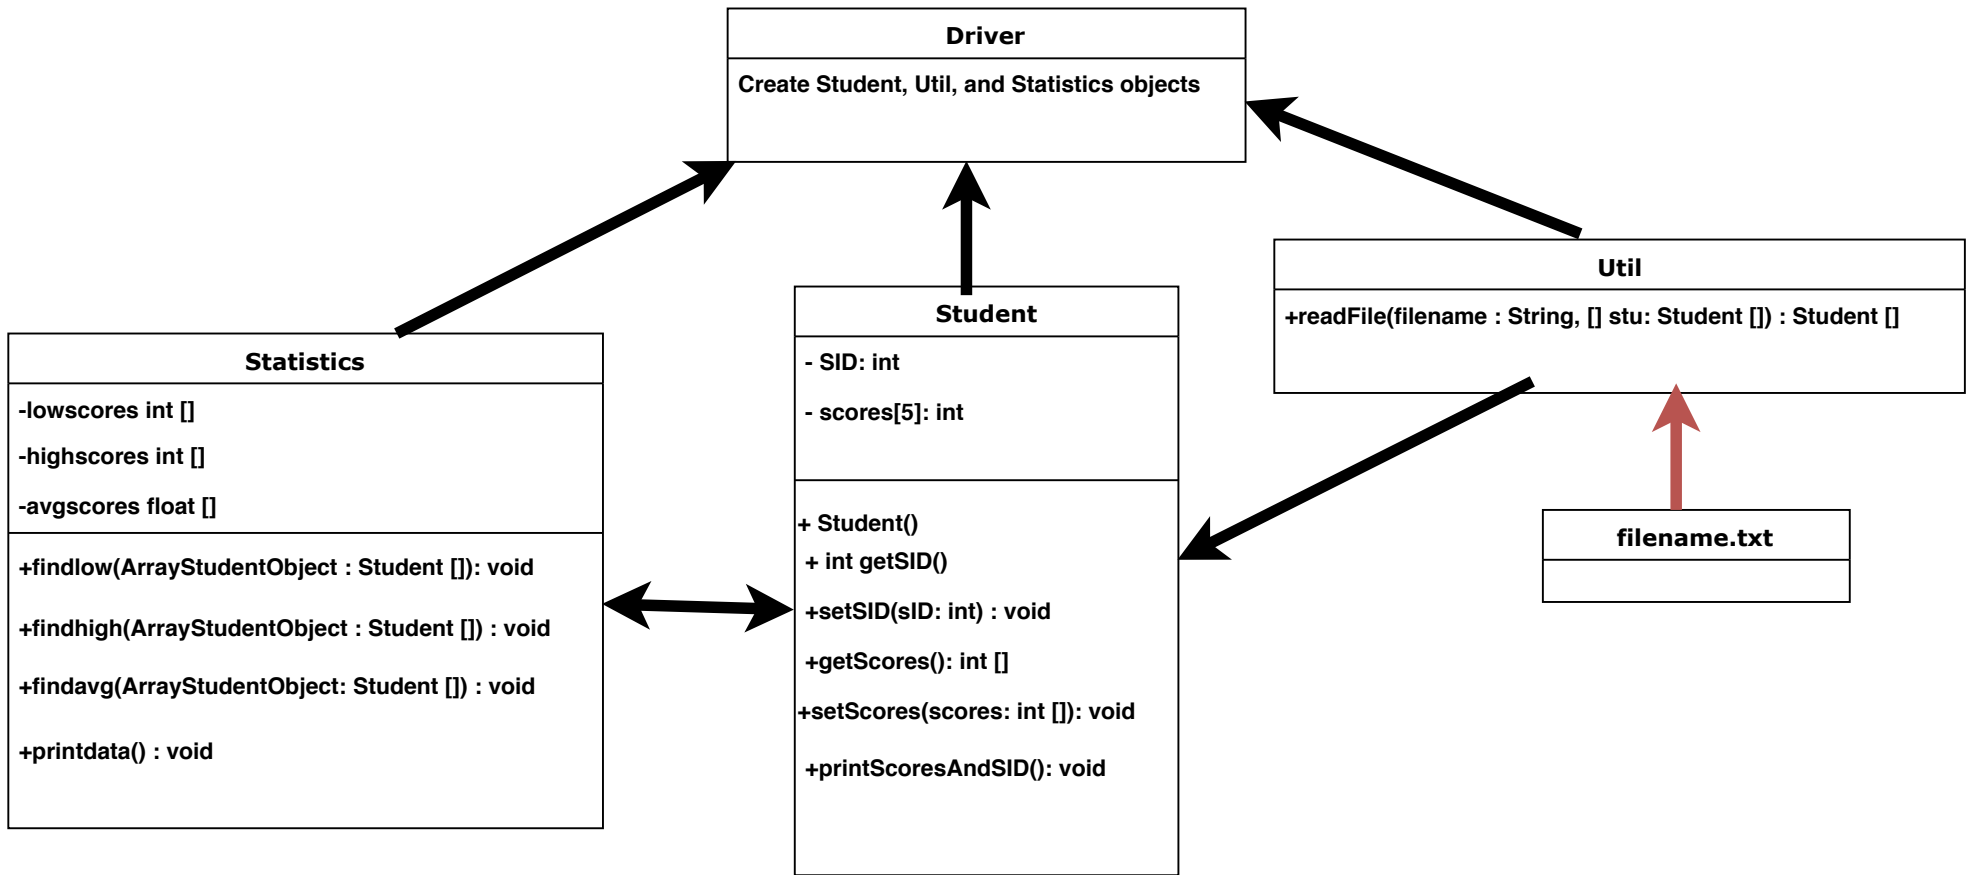 Driver
Create Student, Util, and Statistics objects
Statistics
-lowscores int []
-highscores int []
-avgscores float []
+findlow(ArrayStudentObject : Student []): void
+findhigh(ArrayStudentObject : Student []) : void
+findavg(ArrayStudentObject: Student []) : void
+printdata() : void
Student
- SID: int
- scores[5]: int
+ Student()
+ int getSID()
+setSID(sID: int) : void
+getScores(): int []
+setScores(scores: int []): void
+printScoresAndSID(): void
Util
+readFile(filename : String, [] stu: Student []) : Student []
filename.txt